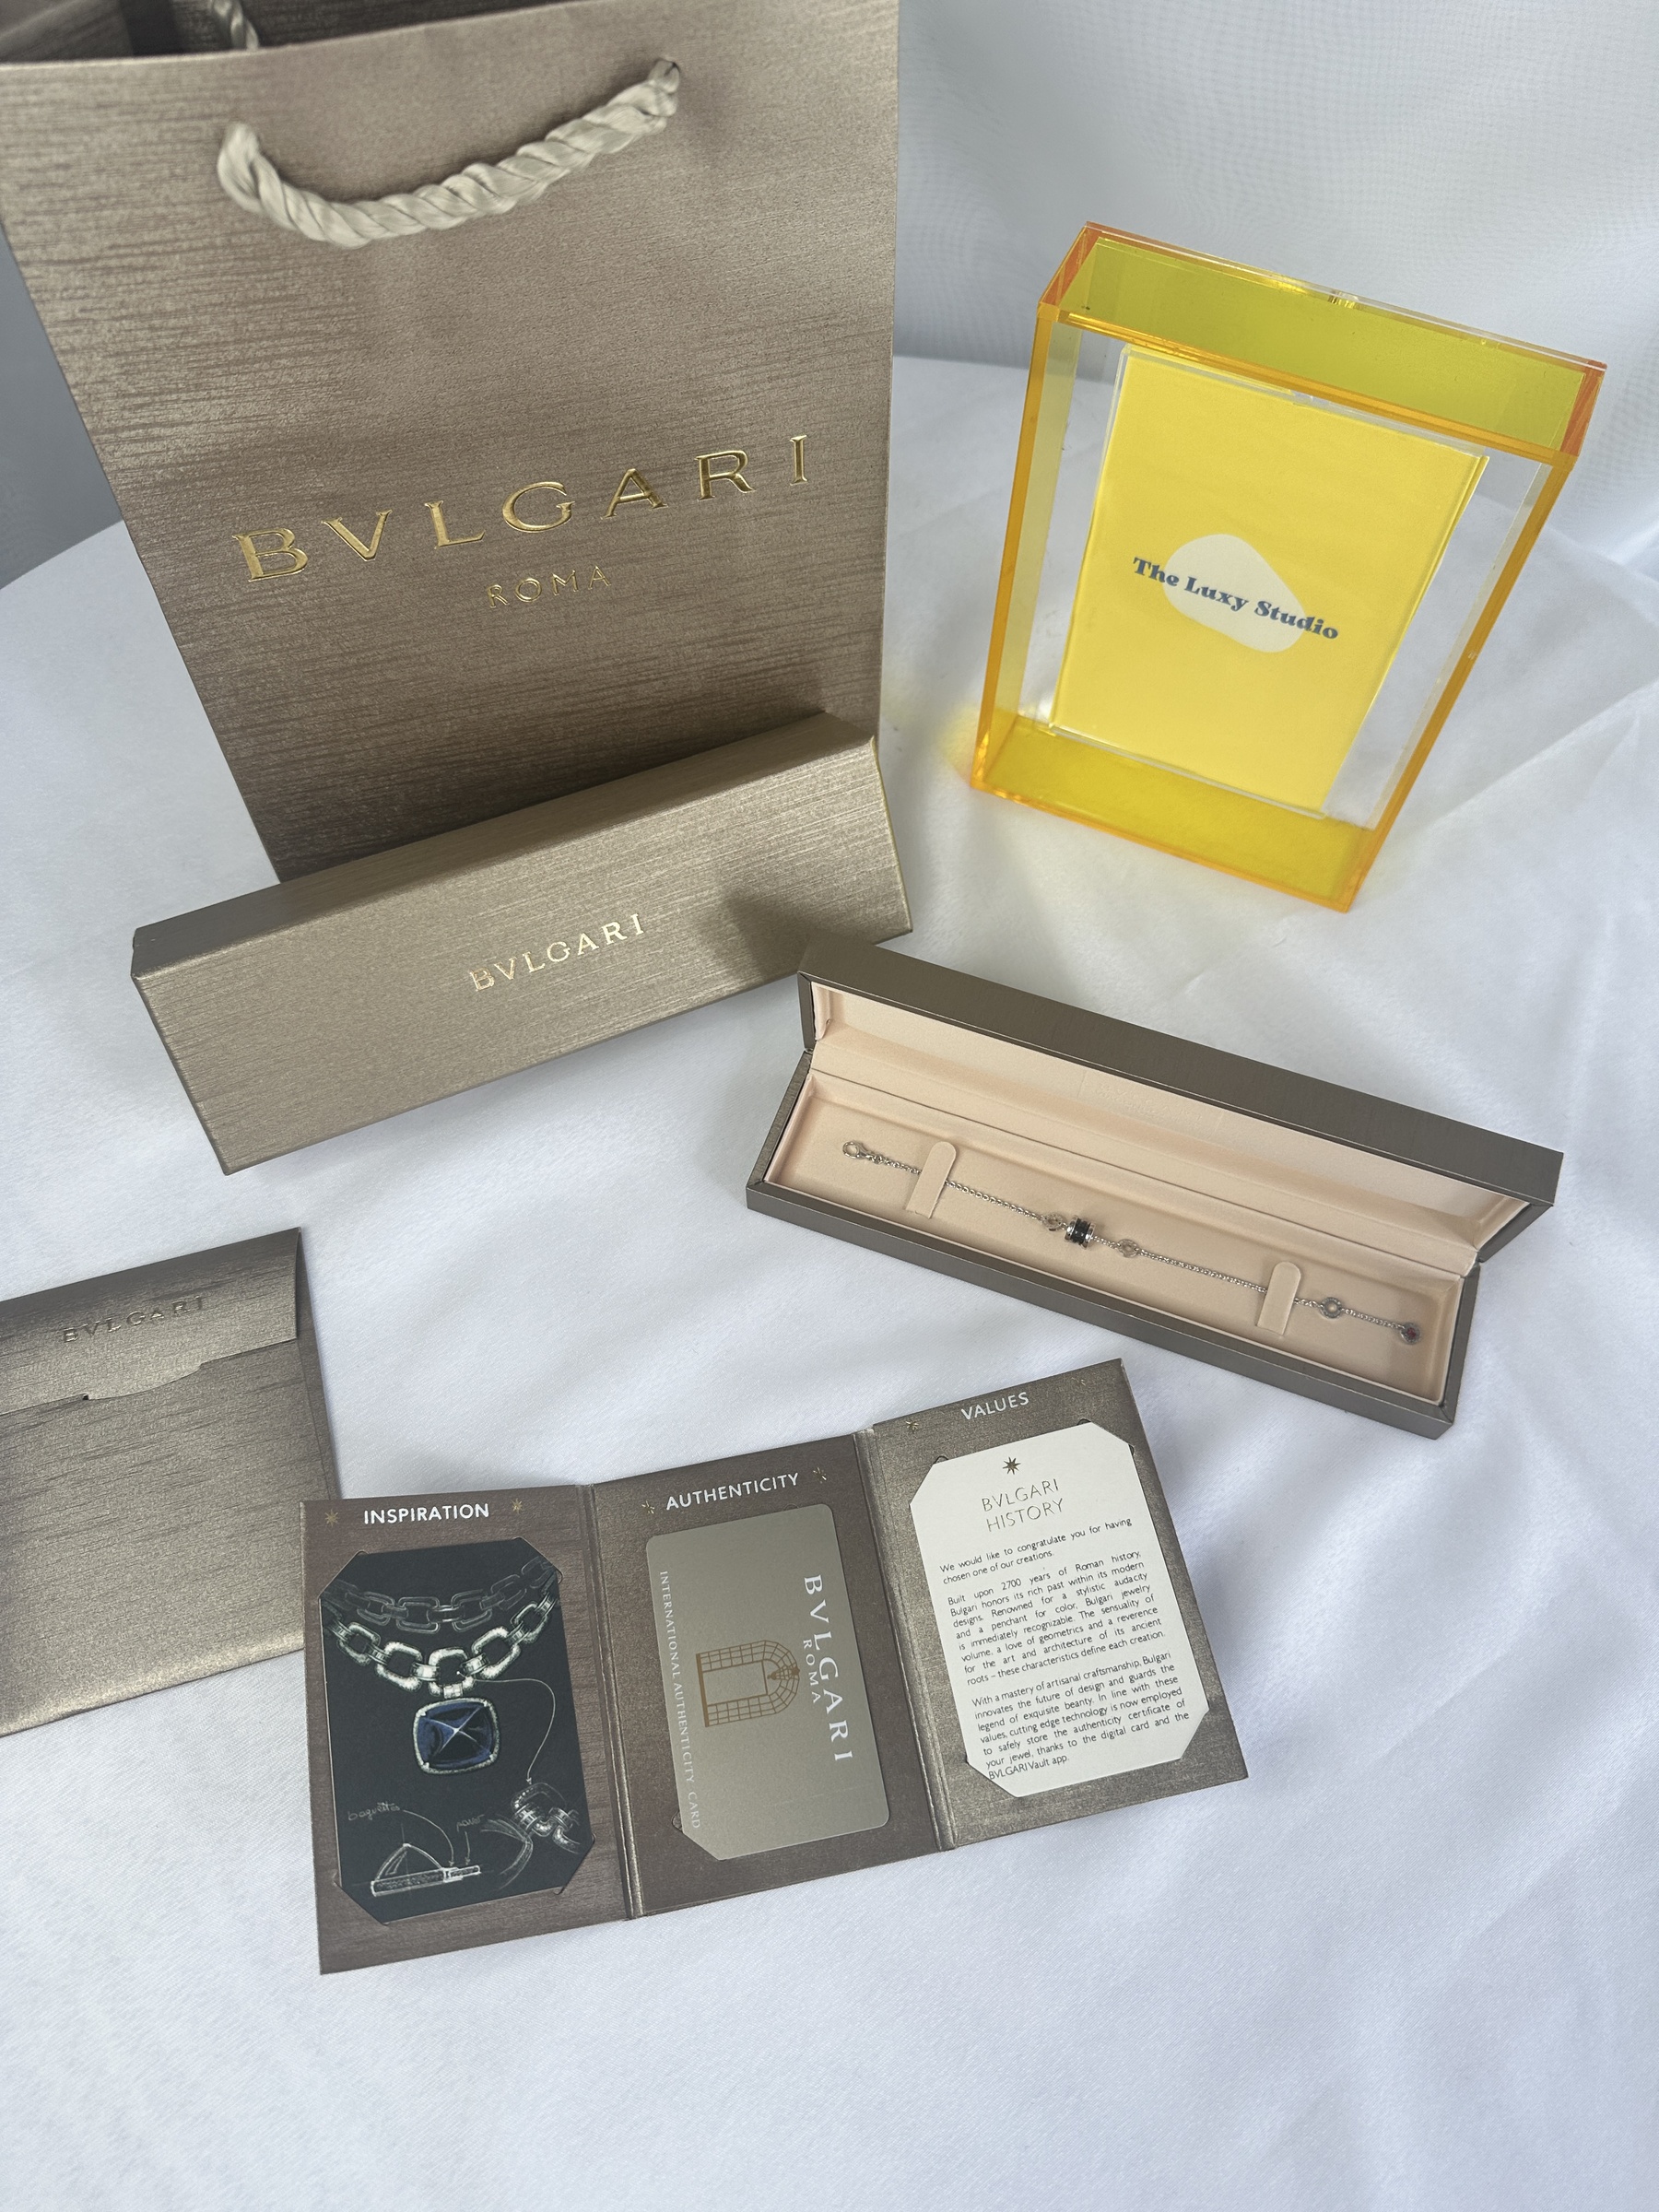 BVLGARI
ROMA
The Luxy Studio
BVLGARI
BVLGARI
INSPIRATION
baguette
AUTHENTICITY
BVLGARI
ROMA
INTERNATIONAL AUTHENTICITY CARD
VALUES
BVLGARI
HISTORY
We would like to congratulate you for having
chosen one of our creations.
Built upon 2700 years of Roman history,
Bulgari honors its rich past within its modern
designs. Renowned for a stylistic audacity
and a penchant for color, Bulgari jewelry
is immediately recognizable. The sensuality of
volume, a love of geometrics and a reverence
for the art and architecture of its ancient
roots – these characteristics define each creation.
With a mastery of artisanal craftsmanship, Bulgari
innovates the future of design and guards the
legend of exquisite beauty. In line with these
values, cutting edge technology is now employed
to safely store the authenticity certificate of
your jewel, thanks to the digital card and the
BVLGARI Vault app.